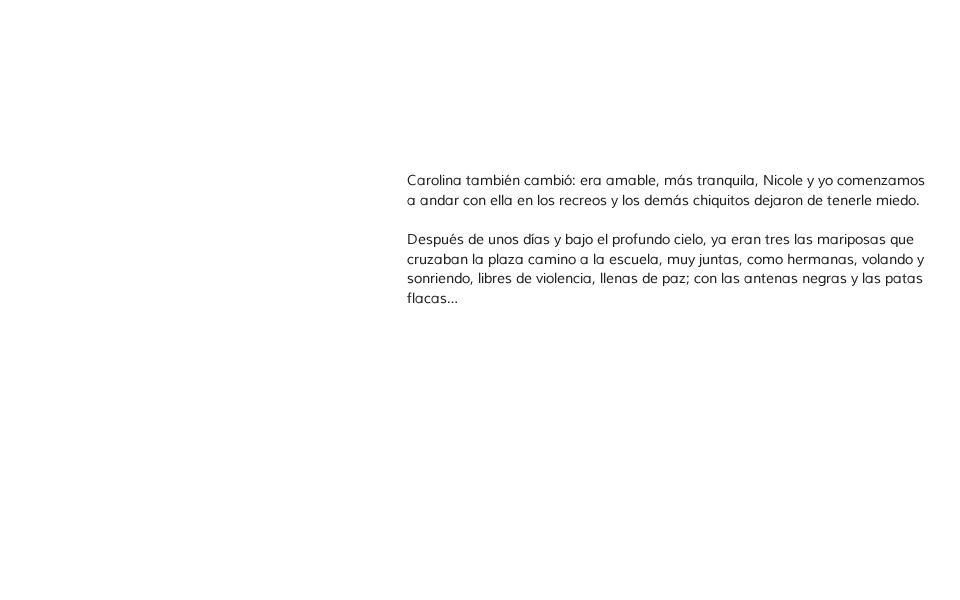 Carolina también cambió: era amable, más tranquila, Nicole y yo comenzamos
a andar con ella en los recreos y los demás chiquitos dejaron de tenerle miedo.
Después de unos días y bajo el profundo cielo, ya eran tres las mariposas que
cruzaban la plaza camino a la escuela, muy juntas, como hermanas, volando y
sonriendo, libres de violencia, llenas de paz; con las antenas negras y las patas
flacas...